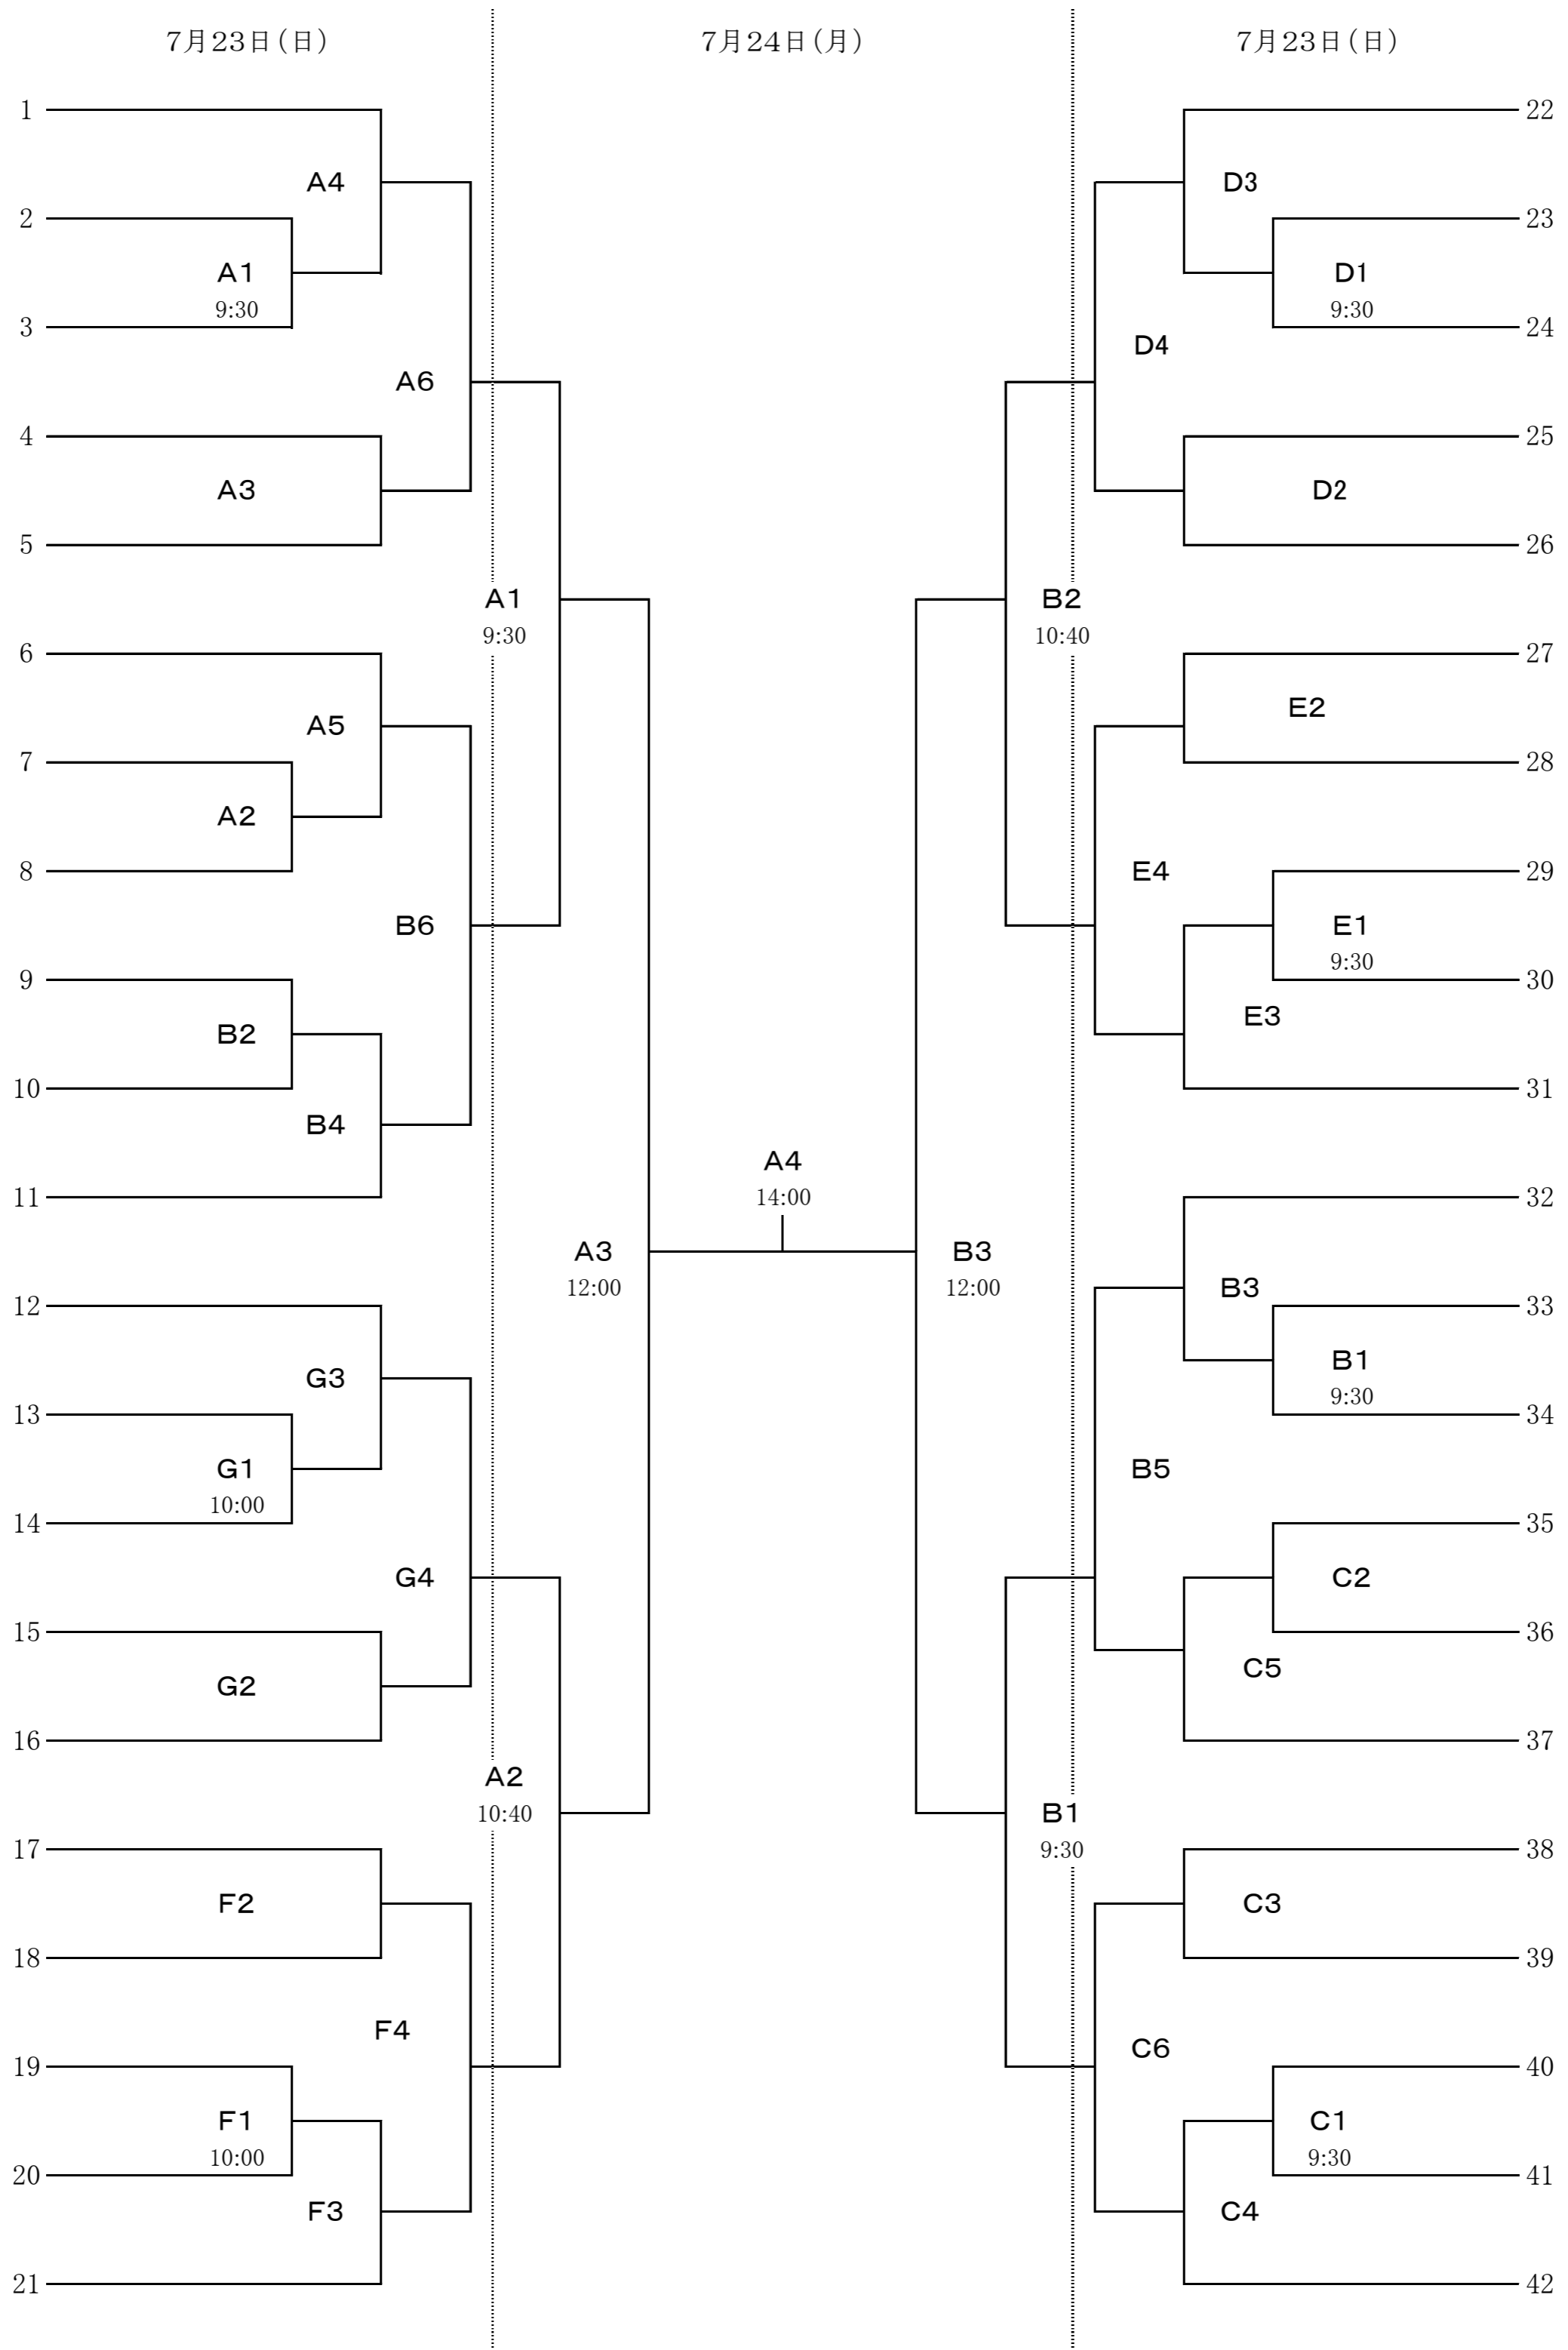 7月23日(日) 7月24日(月) 7月23日(日)
1 22
A4 D3
2 23
A1 D1
9:30 9:30
3 24
D4
A6
4 25
A3 D2
5 26
A1 B2
9:30 10:40
6 27
E2
A5
7 28
A2
8 E4 29
B6 E1
9:30
9 30
E3
B2
10 31
B4
A4
11 14:00 32
A3 B3
12:00 12:00
B3
12 33
B1
G3
9:30
13 34
G1 B5
10:00
14 35
G4 C2
15 36
C5
G2
16 37
A2
10:40 B1
9:30
17 38
F2 C3
18 39
F4
C6
19 40
F1 C1
10:00 9:30
20 41
F3 C4
21 42